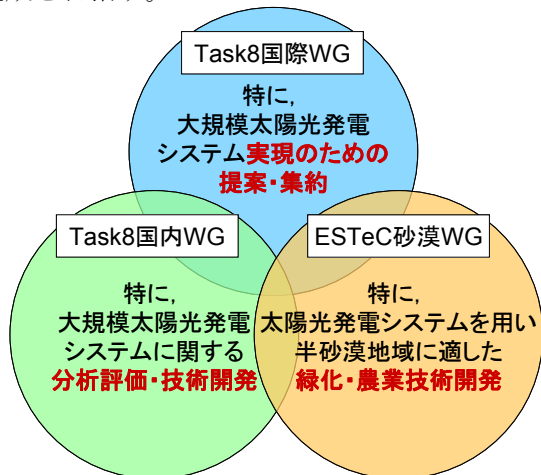 Task8国際WG
特に,
大規模太陽光発電
システム実現のための
提案・集約
Task8国内WG
特に,
大規模太陽光発電
システムに関する
分析評価・技術開発
ESTeC砂漠WG
特に,
太陽光発電システムを用い
半砂漠地域に適した
緑化・農業技術開発